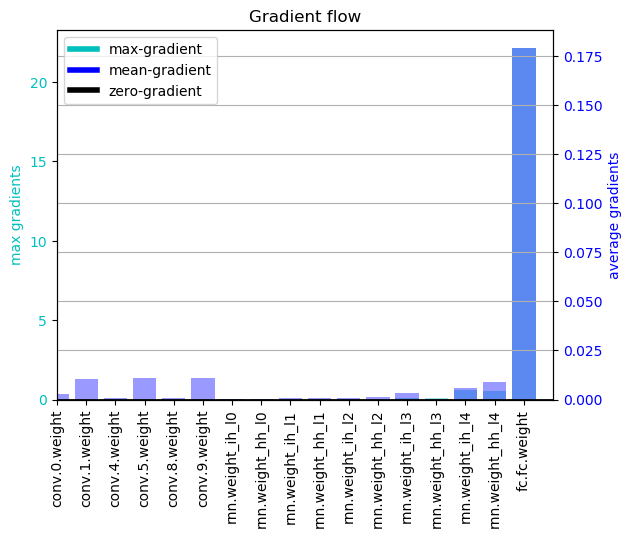 Gradient flow
max-gradient
mean-gradient
zero-gradient
20
15
10
5
0
max gradients
0.175
0.150
0.125
0.100
0.075
0.050
0.025
0.000
average gradients
conv.0.weight
conv.1.weight
conv.4.weight
conv.5.weight
conv.8.weight
conv.9.weight
rnn.weight_ih_l0
rnn.weight_hh_l0
rnn.weight_ih_l1
rnn.weight_hh_l1
rnn.weight_ih_l2
rnn.weight_hh_l2
rnn.weight_ih_l3
rnn.weight_hh_l3
rnn.weight_ih_l4
rnn.weight_hh_l4
fc.fc.weight